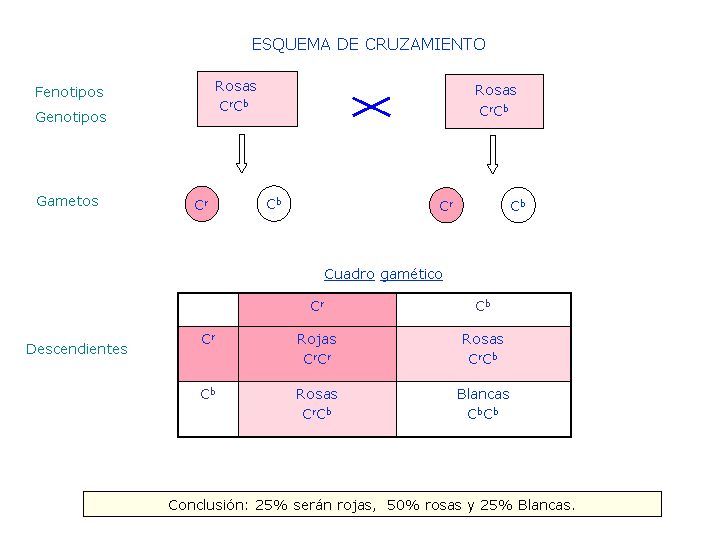 ESQUEMA DE CRUZAMIENTO
Fenotipos
Genotipos
Rosas
CʳCᵇ
Rosas
CʳCᵇ
Gametos
Cʳ
Cᵇ
Cʳ
Cᵇ
Cuadro gamético
Cʳ
Cᵇ
Descendientes
Cʳ
Rojas
CʳCʳ
Rosas
CʳCᵇ
Cᵇ
Rosas
CʳCᵇ
Blancas
CᵇCᵇ
Conclusión: 25% serán rojas, 50% rosas y 25% Blancas.